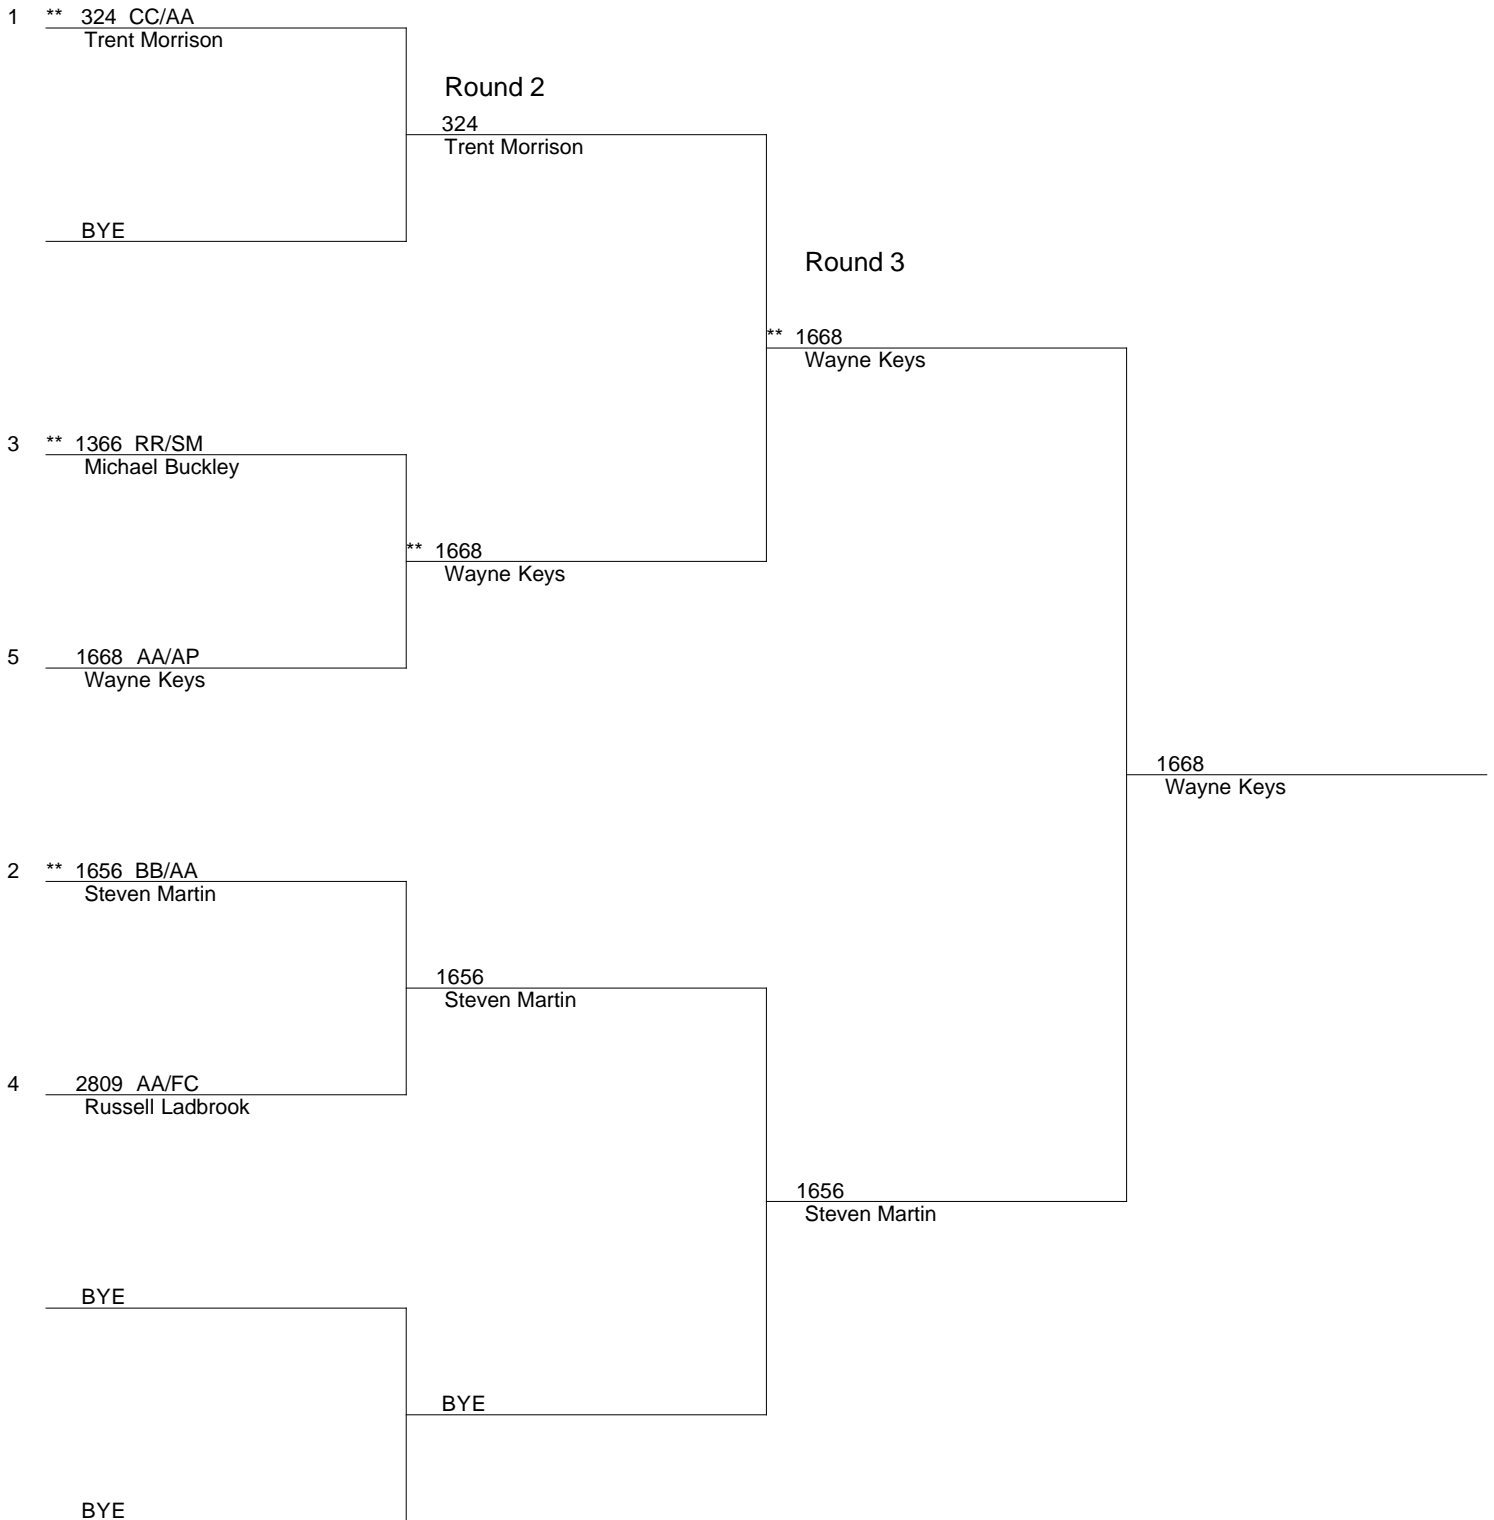 1 ** 324 CC/AA
Trent Morrison
Round 2
324
Trent Morrison
BYE
Round 3
** 1668
Wayne Keys
3 ** 1366 RR/SM
Michael Buckley
** 1668
Wayne Keys
5 1668 AA/AP
Wayne Keys
1668
Wayne Keys
2 ** 1656 BB/AA
Steven Martin
1656
Steven Martin
4 2809 AA/FC
Russell Ladbrook
1656
Steven Martin
BYE
BYE
BYE